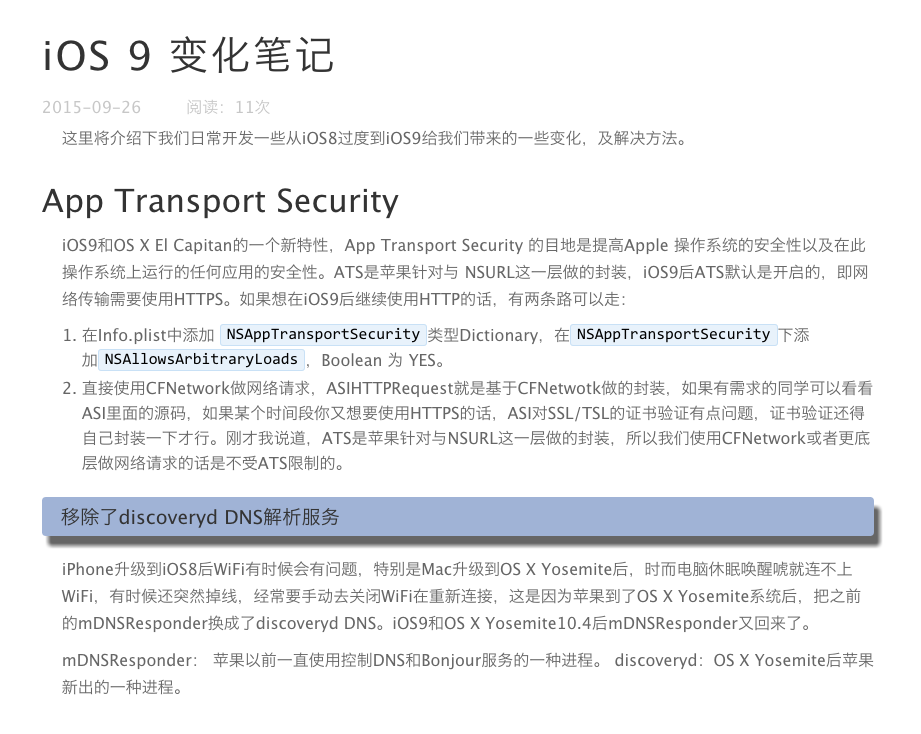 iOS 9 变化笔记
2015-09-26 阅读：11次
这里将介绍下我们日常开发一些从iOS8过度到iOS9给我们带来的一些变化，及解决方法。
App Transport Security
iOS9和OS X El Capitan的一个新特性，App Transport Security 的目地是提高Apple 操作系统的安全性以及在此
操作系统上运行的任何应用的安全性。ATS是苹果针对与 NSURL这一层做的封装，iOS9后ATS默认是开启的，即网
络传输需要使用HTTPS。如果想在iOS9后继续使用HTTP的话，有两条路可以走：
1. 在Info.plist中添加 NSAppTransportSecurity 类型Dictionary，在 NSAppTransportSecurity 下添
加 NSAllowsArbitraryLoads ，Boolean 为 YES。
2. 直接使用CFNetwork做网络请求，ASIHTTPRequest就是基于CFNetwotk做的封装，如果有需求的同学可以看看
ASI里面的源码，如果某个时间段你又想要使用HTTPS的话，ASI对SSL/TSL的证书验证有点问题，证书验证还得
自己封装一下才行。刚才我说道，ATS是苹果针对与NSURL这一层做的封装，所以我们使用CFNetwork或者更底
层做网络请求的话是不受ATS限制的。
移除了discoveryd DNS解析服务
iPhone升级到iOS8后WiFi有时候会有问题，特别是Mac升级到OS X Yosemite后，时而电脑休眠唤醒唬就连不上
WiFi，有时候还突然掉线，经常要手动去关闭WiFi在重新连接，这是因为苹果到了OS X Yosemite系统后，把之前
的mDNSResponder换成了discoveryd DNS。iOS9和OS X Yosemite10.4后mDNSResponder又回来了。
mDNSResponder： 苹果以前一直使用控制DNS和Bonjour服务的一种进程。 discoveryd：OS X Yosemite后苹果
新出的一种进程。